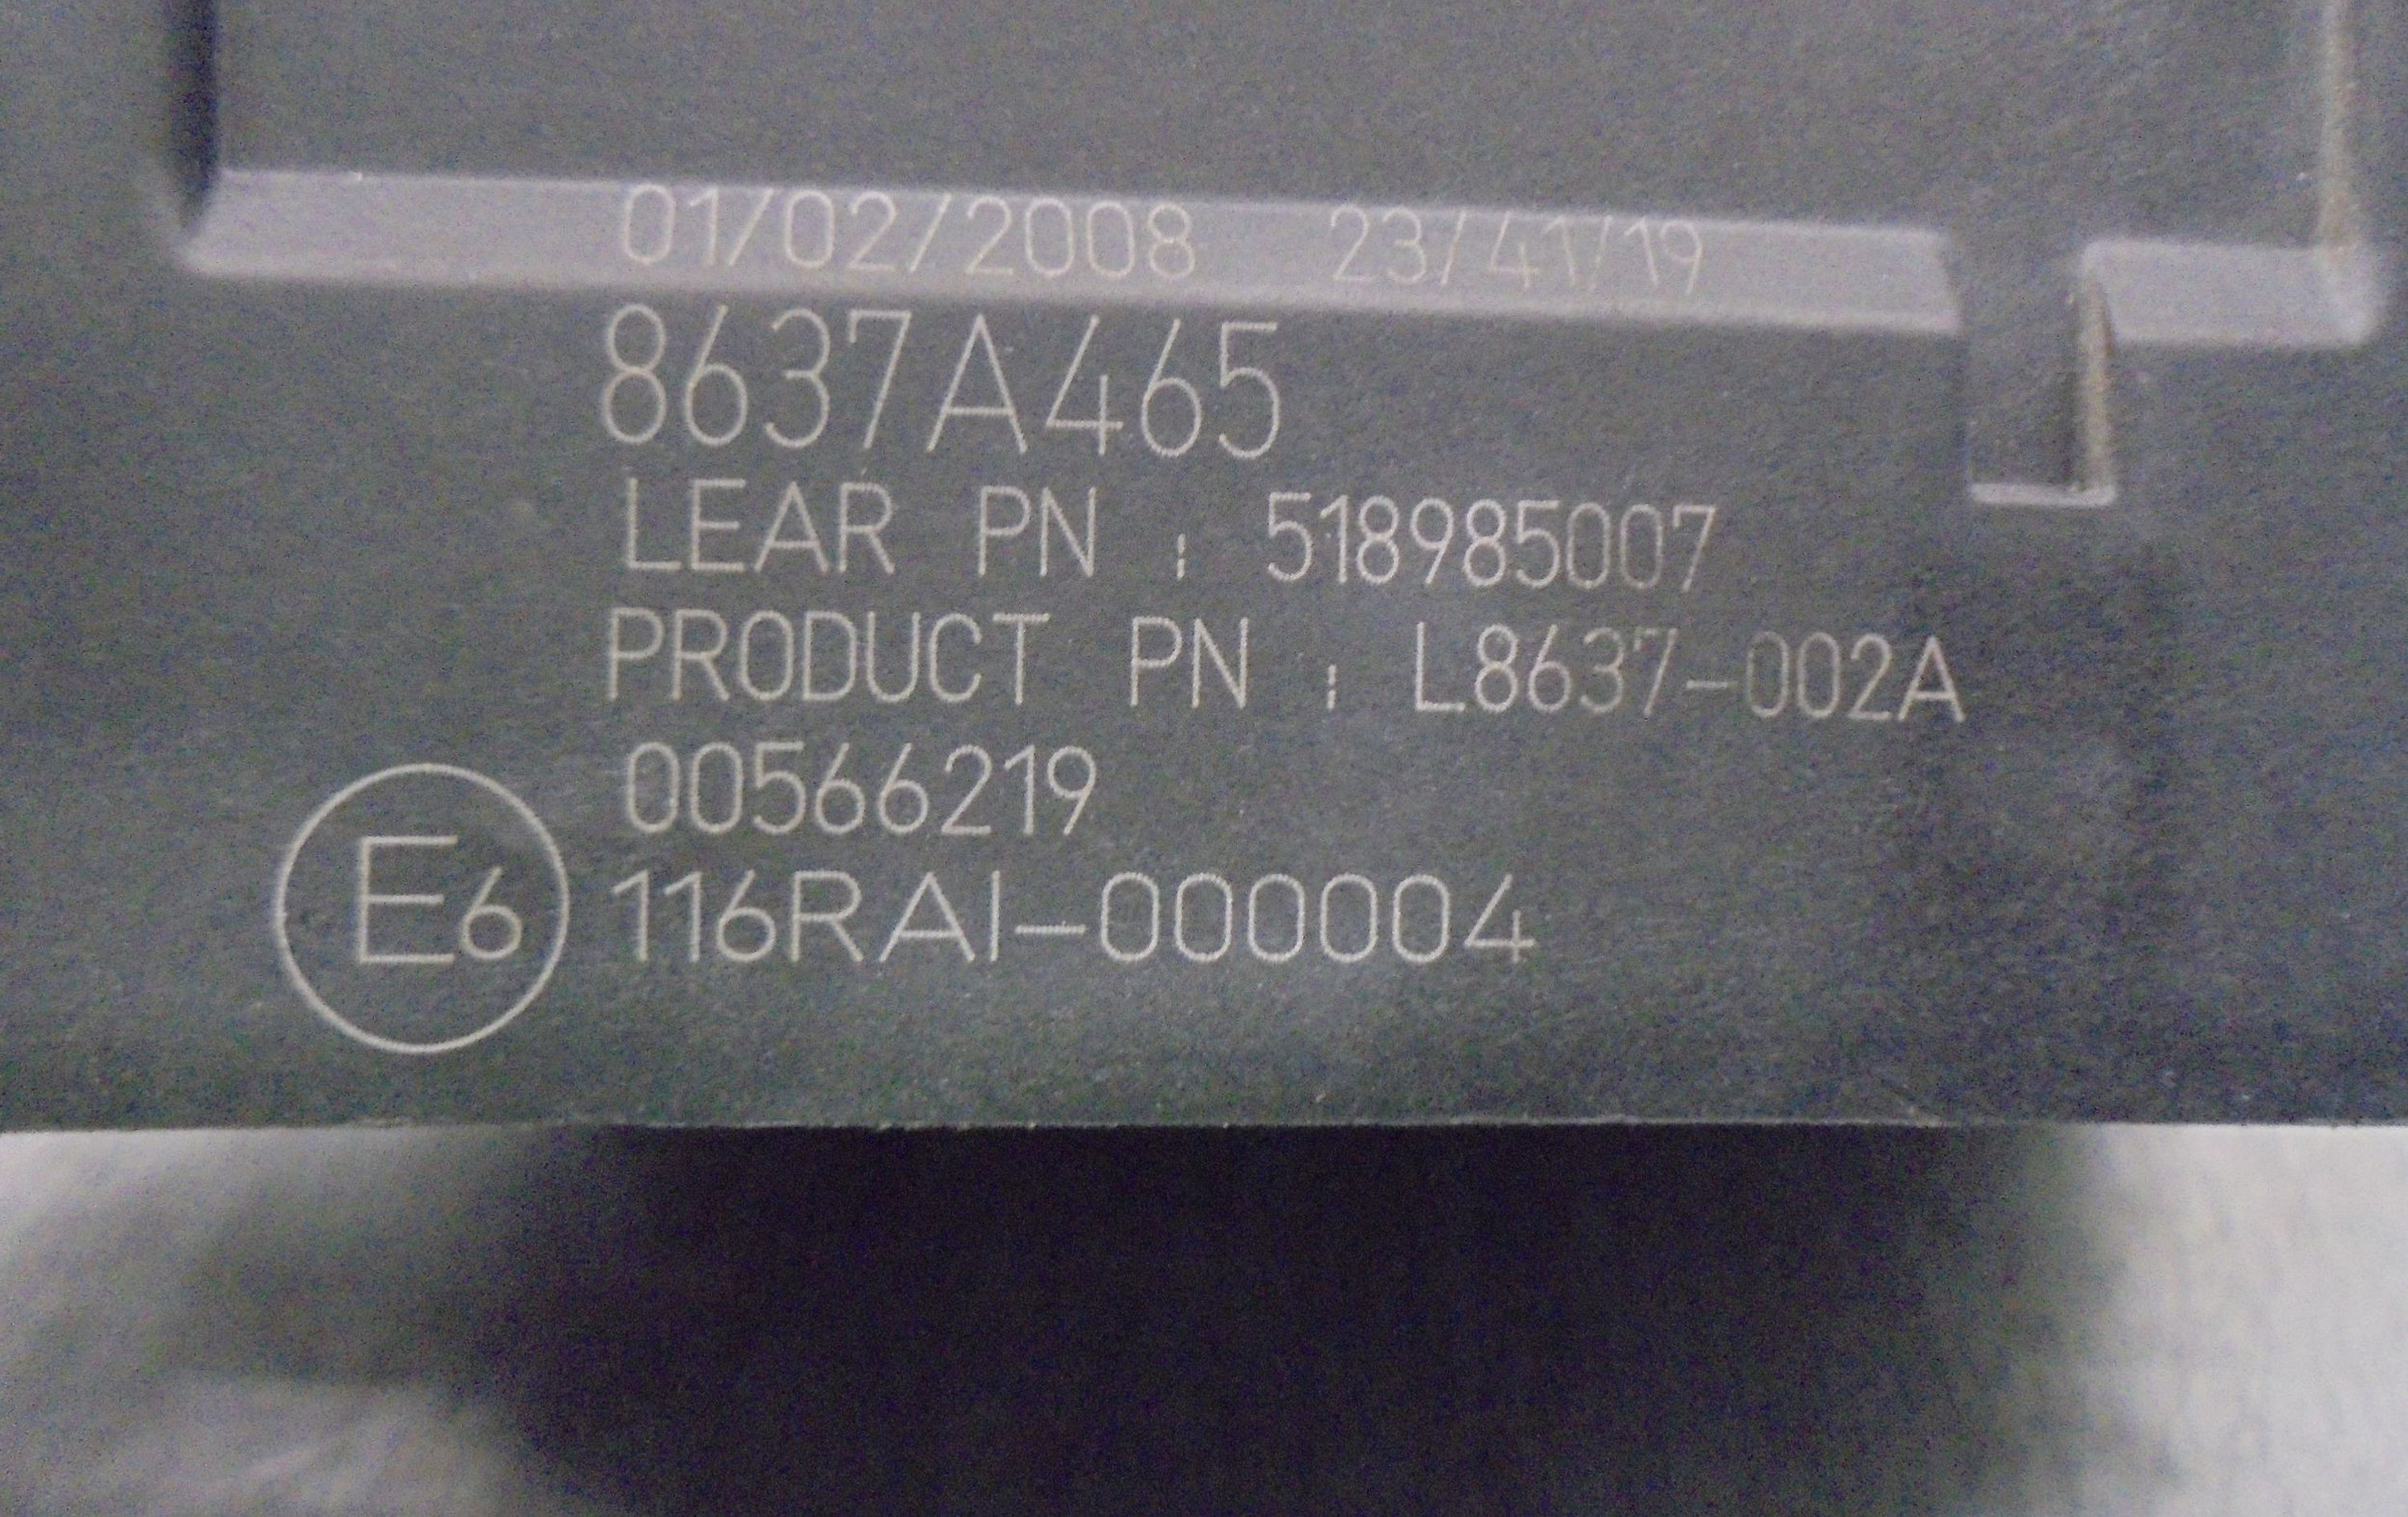 01/02/2008 23/41/19
8637A465
LEAR PN : 518985007
PRODUCT PN : L8637-002A
00566219
E6 116RAI-000004